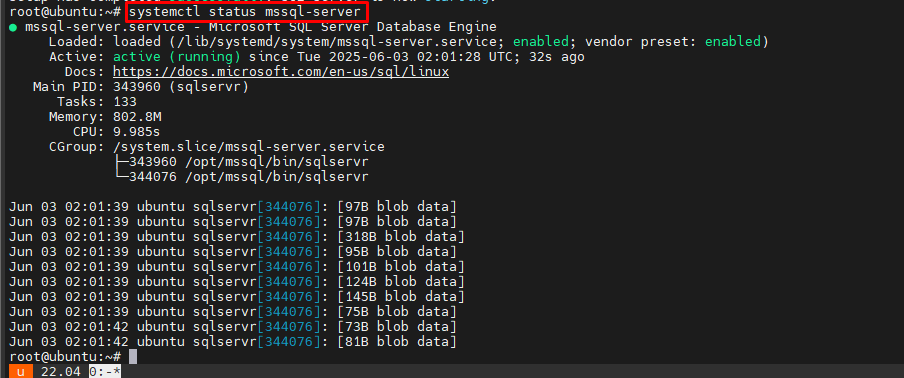 root@ubuntu:~# systemctl status mssql-server
● mssql-server.service - Microsoft SQL Server Database Engine
Loaded: loaded (/lib/systemd/system/mssql-server.service; enabled; vendor preset: enabled)
Active: active (running) since Tue 2025-06-03 02:01:28 UTC; 32s ago
Docs: https://docs.microsoft.com/en-us/sql/linux
Main PID: 343960 (sqlservr)
Tasks: 133
Memory: 802.8M
CPU: 9.985s
CGroup: /system.slice/mssql-server.service
├─343960 /opt/mssql/bin/sqlservr
└─344076 /opt/mssql/bin/sqlservr
Jun 03 02:01:39 ubuntu sqlservr[344076]: [97B blob data]
Jun 03 02:01:39 ubuntu sqlservr[344076]: [97B blob data]
Jun 03 02:01:39 ubuntu sqlservr[344076]: [318B blob data]
Jun 03 02:01:39 ubuntu sqlservr[344076]: [95B blob data]
Jun 03 02:01:39 ubuntu sqlservr[344076]: [101B blob data]
Jun 03 02:01:39 ubuntu sqlservr[344076]: [124B blob data]
Jun 03 02:01:39 ubuntu sqlservr[344076]: [145B blob data]
Jun 03 02:01:39 ubuntu sqlservr[344076]: [75B blob data]
Jun 03 02:01:42 ubuntu sqlservr[344076]: [73B blob data]
Jun 03 02:01:42 ubuntu sqlservr[344076]: [81B blob data]
root@ubuntu:~#
u 22.04 0:-*